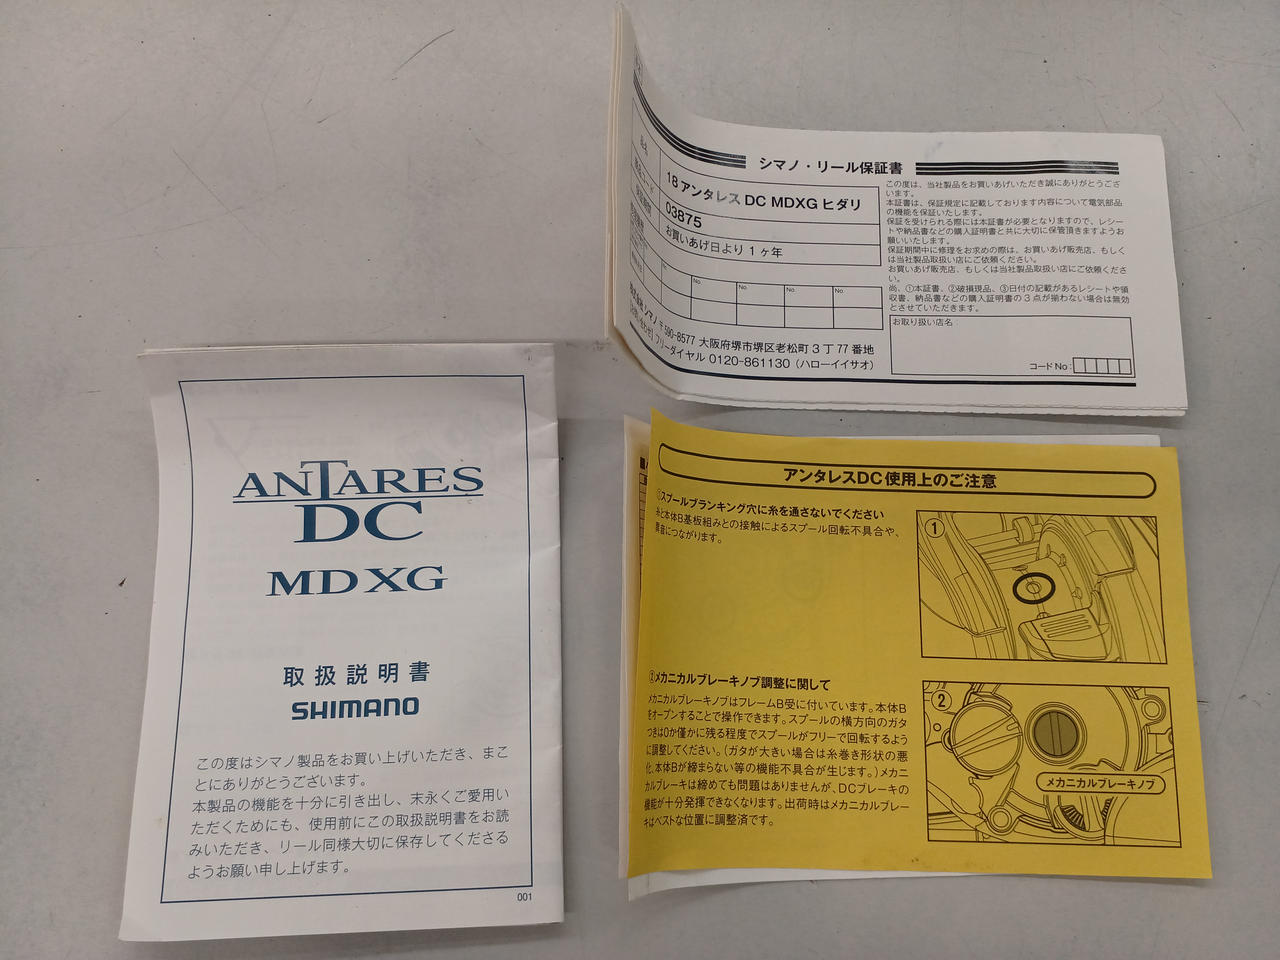 ANTARES
DC
MD XG
取扱説明書
SHIMANO
この度はシマノ製品をお買い上げいただき、まこ
とにありがとうございます。
本製品の機能を十分に引き出し、末永くご愛用い
ただくためにも、使用前にこの取扱説明書をお読
みいただき、リール同様大切に保存してくださる
ようお願い申し上げます。
001
シマノ・リール保証書
品名
18 アンタレス DC MDXG ヒダリ
03875
お買いあげ日より 1 ヶ年
No.
No.
No.
No.
株式会社 シマノ 〒590-8577 大阪府堺市堺区老松町 3 丁 77 番地
フリーダイヤル 0120-861130 (ハローイイサオ)
この度は、当社製品をお買いあげいただき誠にありがとうござ
います。
本証書は、保証規定に記載しております内容について電気部品
の機能を保証いたします。
保証を受けられる際には本証書が必要となりますので、レシー
トや納品書などの購入証明書と共に大切に保管頂きますようお
願いいたします。
保証期間中に修理をお求めの際は、お買いあげ販売店、もしく
は当社製品取扱い店にご依頼ください。
お買いあげ販売店、もしくは当社製品取扱い店にご依頼くださ
い。
尚、①本証書、②破損現品、③日付の記載があるレシートや領
収書、納品書などの購入証明書の 3 点が揃わない場合は無効
とさせていただきます。
お取り扱い店名
コード No :
アンタレスDC使用上のご注意
①スプールブランキング穴に糸を通さないでください
糸と本体B基板組みとの接触によるスプール回転不具合や、
異音につながります。
①
②メカニカルブレーキノブ調整に関して
メカニカルブレーキノブはフレームB受に付いています。本体B
をオープンすることで操作できます。スプールの横方向のガタ
つきは0か僅かに残る程度でスプールがフリーで回転するよう
に調整してください。(ガタが大きい場合は糸巻き形状の悪
化、本体Bが締まらない等の機能不具合が生じます。)メカニ
カルブレーキは締めても問題はありませんが、DCブレーキの
機能が十分発揮できなくなります。出荷時はメカニカルブレー
キはベストな位置に調整済です。
②
メカニカルブレーキノブ